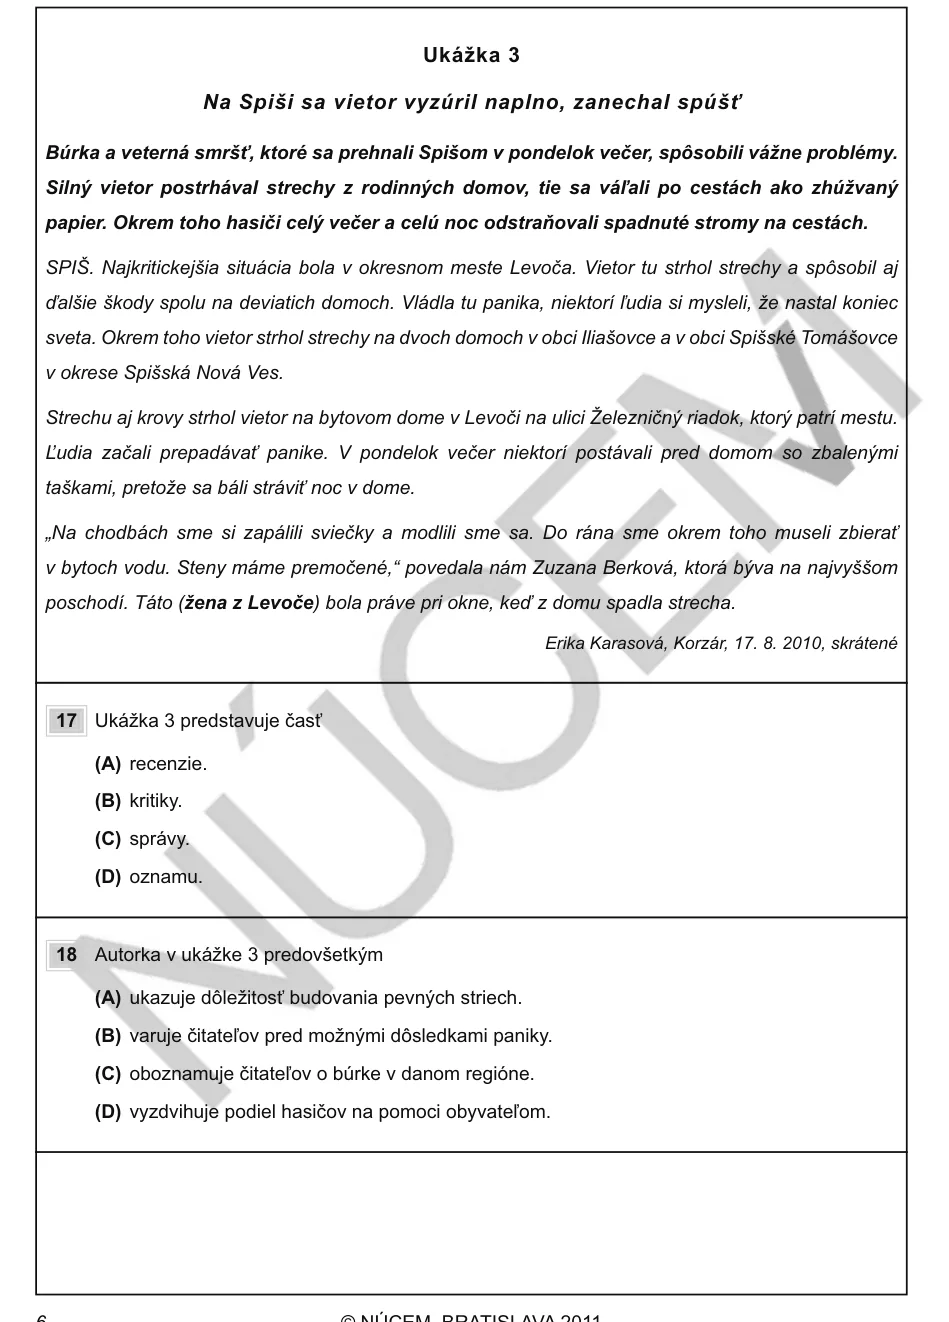 Ukážka 3
Na Spiši sa vietor vyzúril naplno, zanechal spúšť
Búrka a veterná smršť, ktoré sa prehnali Spišom v pondelok večer, spôsobili vážne problémy.
Silný vietor postrhával strechy z rodinných domov, tie sa váľali po cestách ako zhúžvaný
papier. Okrem toho hasiči celý večer a celú noc odstraňovali spadnuté stromy na cestách.
SPIŠ. Najkritickejšia situácia bola v okresnom meste Levoča. Vietor tu strhol strechy a spôsobil aj
ďalšie škody spolu na deviatich domoch. Vládla tu panika, niektorí ľudia si mysleli, že nastal koniec
sveta. Okrem toho vietor strhol strechy na dvoch domoch v obci Iliašovce a v obci Spišské Tomášovce
v okrese Spišská Nová Ves.
Strechu aj krovy strhol vietor na bytovom dome v Levoči na ulici Železničný riadok, ktorý patrí mestu.
Ľudia začali prepadávať panike. V pondelok večer niektorí postávali pred domom so zbalenými
taškami, pretože sa báli stráviť noc v dome.
„Na chodbách sme si zapálili sviečky a modlili sme sa. Do rána sme okrem toho museli zbierať
v bytoch vodu. Steny máme premočené,“ povedala nám Zuzana Berková, ktorá býva na najvyššom
poschodí. Táto (žena z Levoče) bola práve pri okne, keď z domu spadla strecha.
Erika Karasová, Korzár, 17. 8. 2010, skrátené
17 Ukážka 3 predstavuje časť
(A) recenzie.
(B) kritiky.
(C) správy.
(D) oznamu.
18 Autorka v ukážke 3 predovšetkým
(A) ukazuje dôležitosť budovania pevných striech.
(B) varuje čitateľov pred možnými dôsledkami paniky.
(C) oboznamuje čitateľov o búrke v danom regióne.
(D) vyzdvihuje podiel hasičov na pomoci obyvateľom.
NÚCEM
6 © NÚCEM, BRATISLAVA 2011